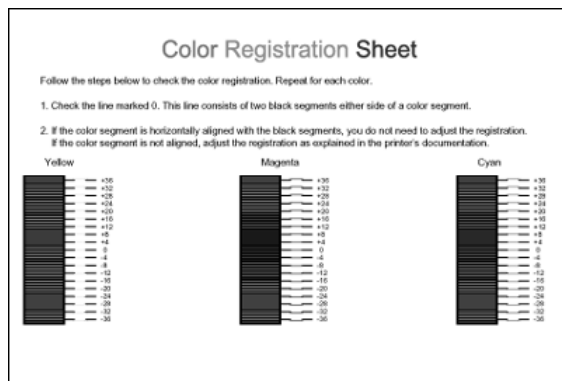 Color Registration Sheet
Follow the steps below to check the color registration. Repeat for each color.
1. Check the line marked 0. This line consists of two black segments either side of a color segment.
2. If the color segment is horizontally aligned with the black segments, you do not need to adjust the registration.
If the color segment is not aligned, adjust the registration as explained in the printer's documentation.
Yellow Magenta Cyan
+36 +36 +36
+32 +32 +32
+28 +28 +28
+24 +24 +24
+20 +20 +20
+16 +16 +16
+12 +12 +12
+8 +8 +8
+4 +4 +4
0 0 0
-4 -4 -4
-8 -8 -8
-12 -12 -12
-16 -16 -16
-20 -20 -20
-24 -24 -24
-28 -28 -28
-32 -32 -32
-36 -36 -36